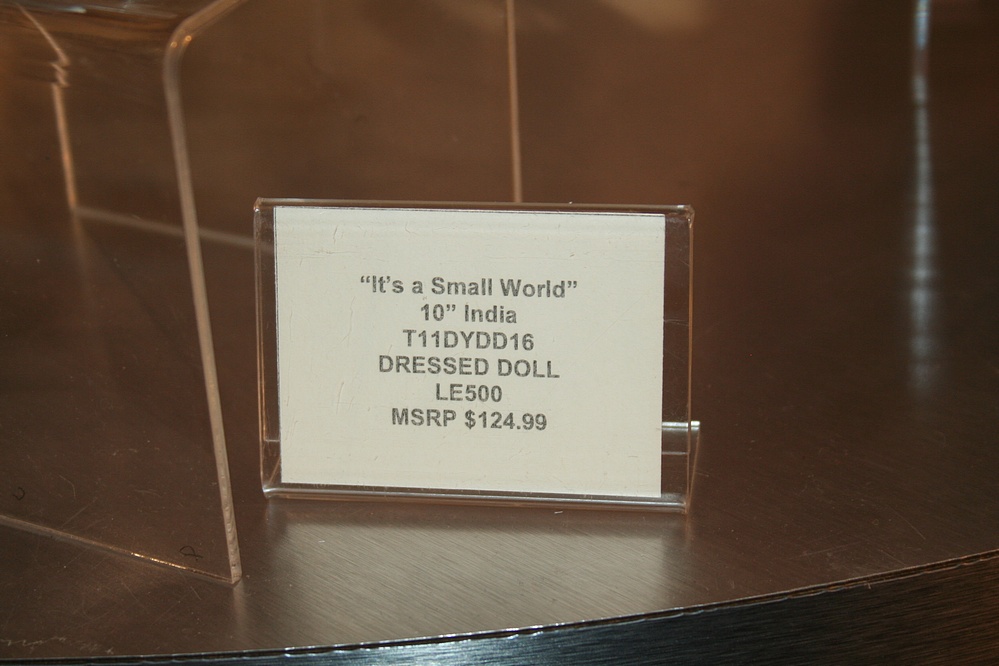 “It’s a Small World”
10” India
T11DYDD16
DRESSED DOLL
LE500
MSRP $124.99